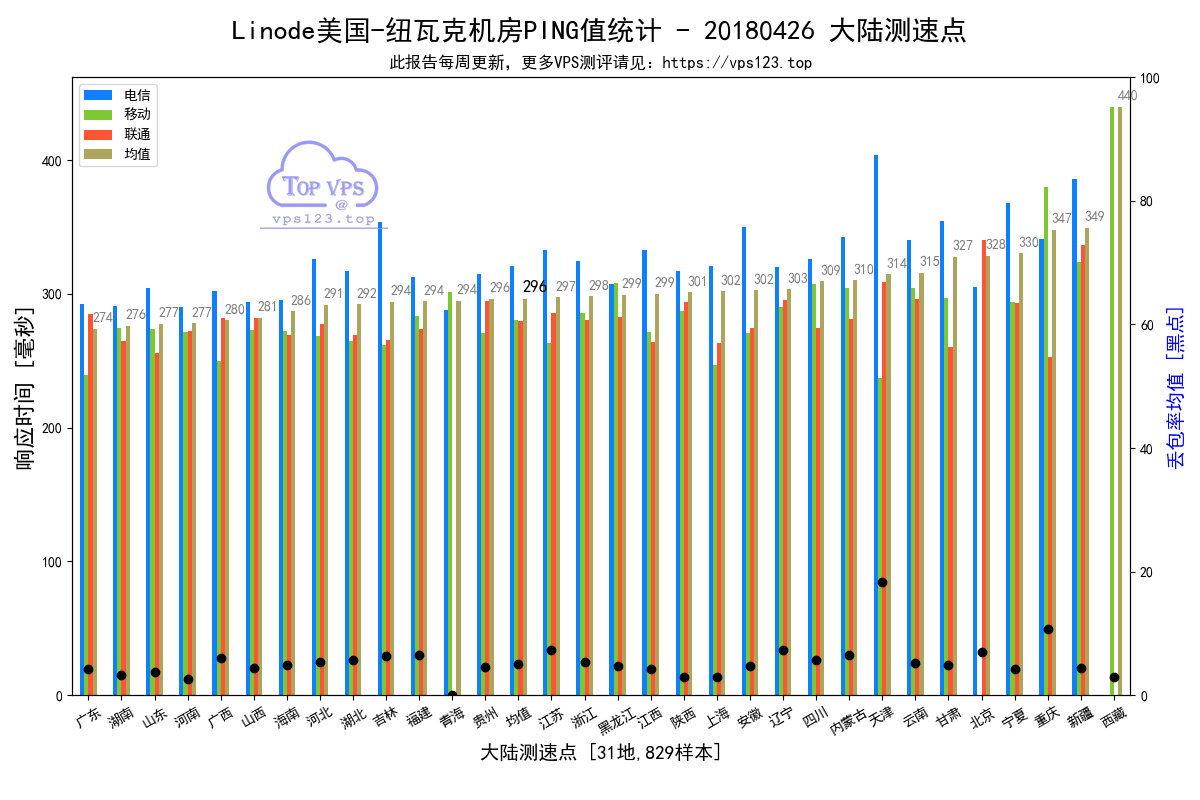 Linode美国-纽瓦克机房PING值统计 - 20180426 大陆测速点
此报告每周更新，更多VPS测评请见：https://vps123.top
电信
移动
联通
均值
TOP VPS
@
vps123.top
响应时间 [毫秒]
400
300
200
100
0
274 276 277 277 280 281 286 291 292 294 294 294 296 296 297 298 299 299 301 302 302 303 309 310 314 315 327 328 330 347 349 440
100
80
60
40
20
0
丢包率均值 [黑点]
广东 湖南 山东 河南 广西 山西 海南 河北 湖北 吉林 福建 青海 贵州 均值 江苏 浙江 黑龙江 江西 陕西 上海 安徽 辽宁 四川 内蒙古 天津 云南 甘肃 北京 宁夏 重庆 新疆 西藏
大陆测速点 [31地,829样本]